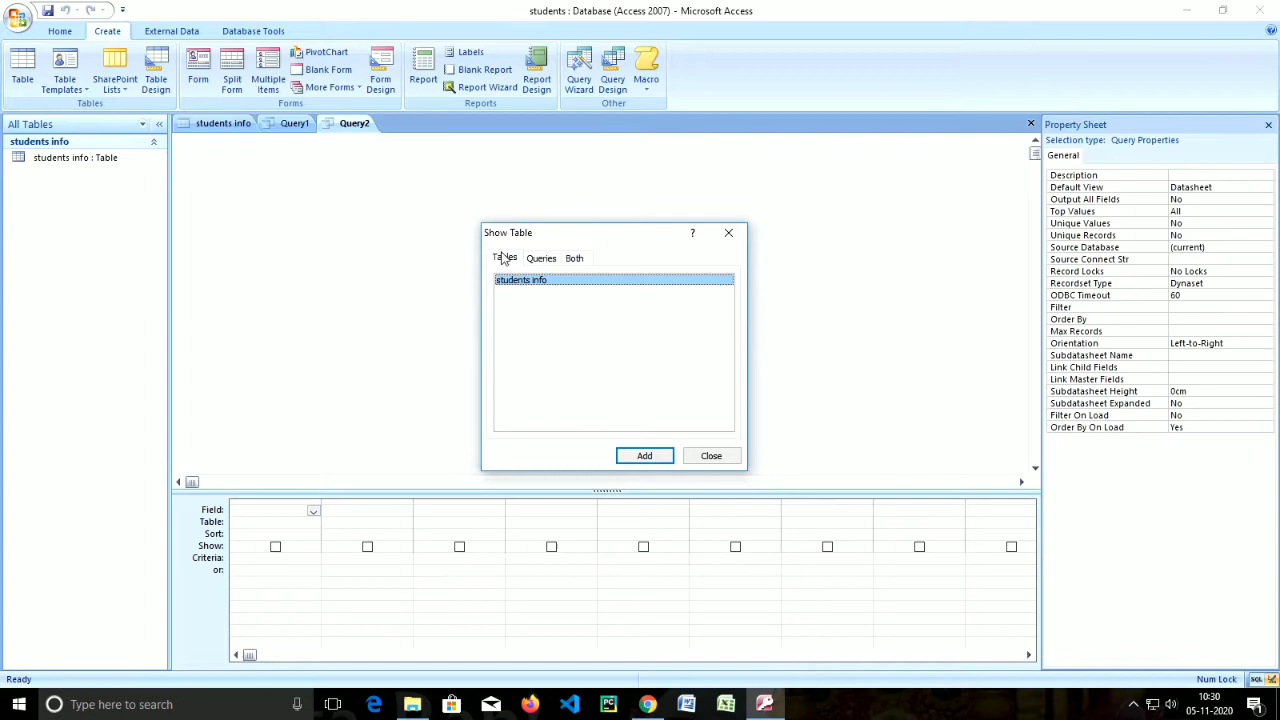 students : Database (Access 2007) - Microsoft Access
Home Create External Data Database Tools
Table
Table Templates
SharePoint Lists
Table Design
Tables
Form
Split Form
Multiple Items
PivotChart
Blank Form
More Forms
Form Design
Forms
Report
Labels
Blank Report
Report Wizard
Report Design
Reports
Query Wizard
Query Design
Macro
Other
All Tables
students info
students info : Table
students info Query1 Query2
Show Table
Tables Queries Both
students info
Add Close
Field:
Table:
Sort:
Show:
Criteria:
or:
Property Sheet
Selection type: Query Properties
General
Description
Default View Datasheet
Output All Fields No
Top Values All
Unique Values No
Unique Records No
Source Database (current)
Source Connect Str
Record Locks No Locks
Recordset Type Dynaset
ODBC Timeout 60
Filter
Order By
Max Records
Orientation Left-to-Right
Subdatasheet Name
Link Child Fields
Link Master Fields
Subdatasheet Height 0cm
Subdatasheet Expanded No
Filter On Load No
Order By On Load Yes
Ready Num Lock SQL
Type here to search
10:30
05-11-2020